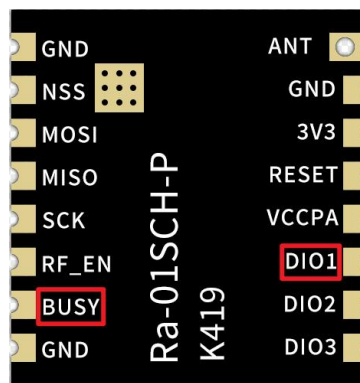 GND
NSS
MOSI
MISO
SCK
RF_EN
BUSY
GND
Ra-01SCH-P
K419
ANT
GND
3V3
RESET
VCCPA
DIO1
DIO2
DIO3